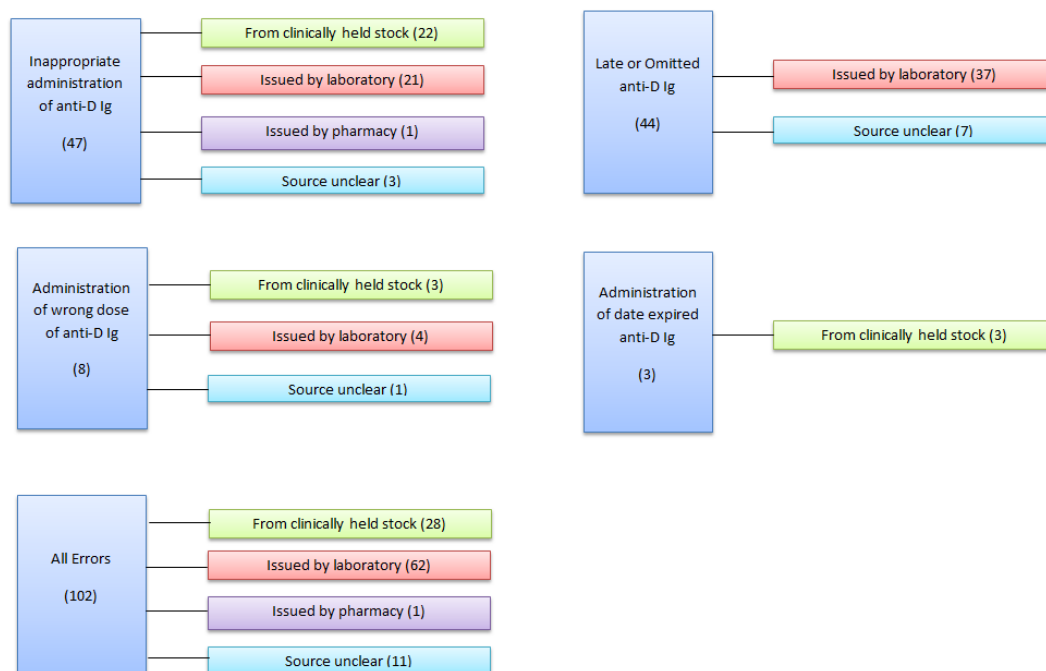 Inappropriate
administration
of anti-D Ig
(47)
From clinically held stock (22)
Issued by laboratory (21)
Issued by pharmacy (1)
Source unclear (3)
Late or Omitted
anti-D Ig
(44)
Issued by laboratory (37)
Source unclear (7)
Administration
of wrong dose
of anti-D Ig
(8)
From clinically held stock (3)
Issued by laboratory (4)
Source unclear (1)
Administration
of date expired
anti-D Ig
(3)
From clinically held stock (3)
All Errors
(102)
From clinically held stock (28)
Issued by laboratory (62)
Issued by pharmacy (1)
Source unclear (11)